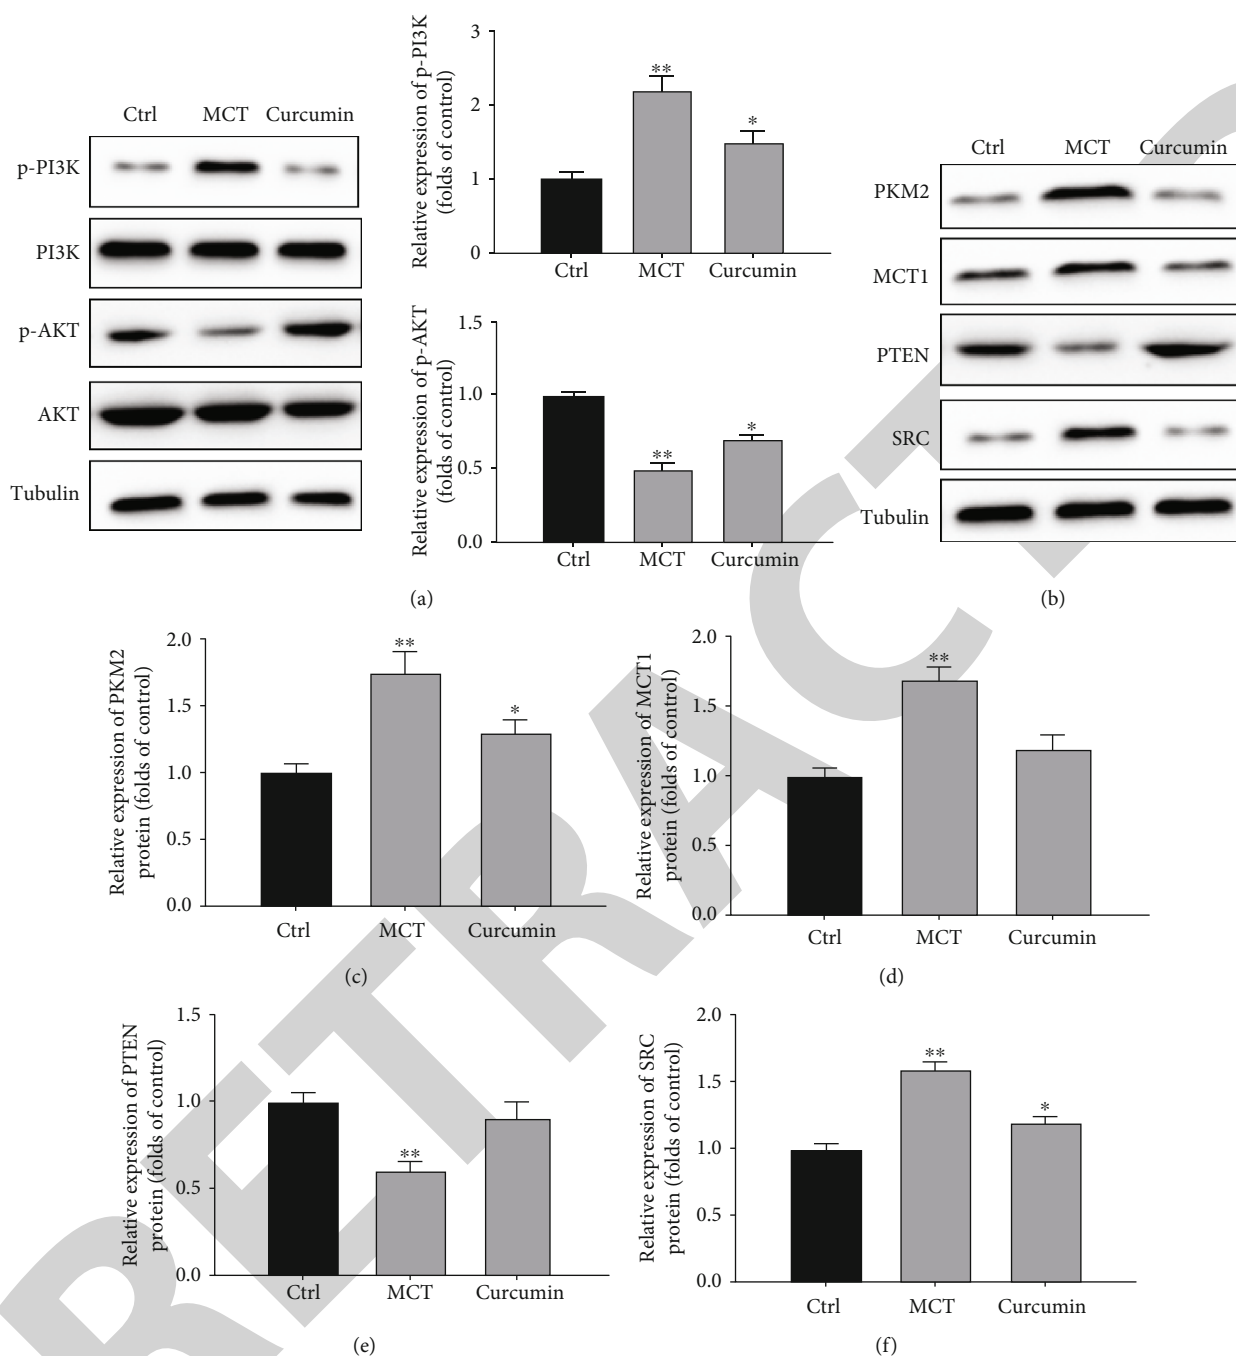 Ctrl MCT Curcumin
p-PI3K
PI3K
p-AKT
AKT
Tubulin
Relative expression of p-PI3K
(folds of control)
3
2
1
0
**
*
Ctrl MCT Curcumin
Relative expression of p-AKT
(folds of control)
1.5
1.0
0.5
0.0
**
*
Ctrl MCT Curcumin
(a)
Ctrl MCT Curcumin
PKM2
MCT1
PTEN
SRC
Tubulin
(b)
Relative expression of PKM2
protein (folds of control)
2.0
1.5
1.0
0.5
0.0
**
*
Ctrl MCT Curcumin
(c)
Relative expression of MCT1
protein (folds of control)
2.0
1.5
1.0
0.5
0.0
**
Ctrl MCT Curcumin
(d)
Relative expression of PTEN
protein (folds of control)
1.5
1.0
0.5
0.0
**
Ctrl MCT Curcumin
(e)
Relative expression of SRC
protein (folds of control)
2.0
1.5
1.0
0.5
0.0
**
*
Ctrl MCT Curcumin
(f)
RETRACT